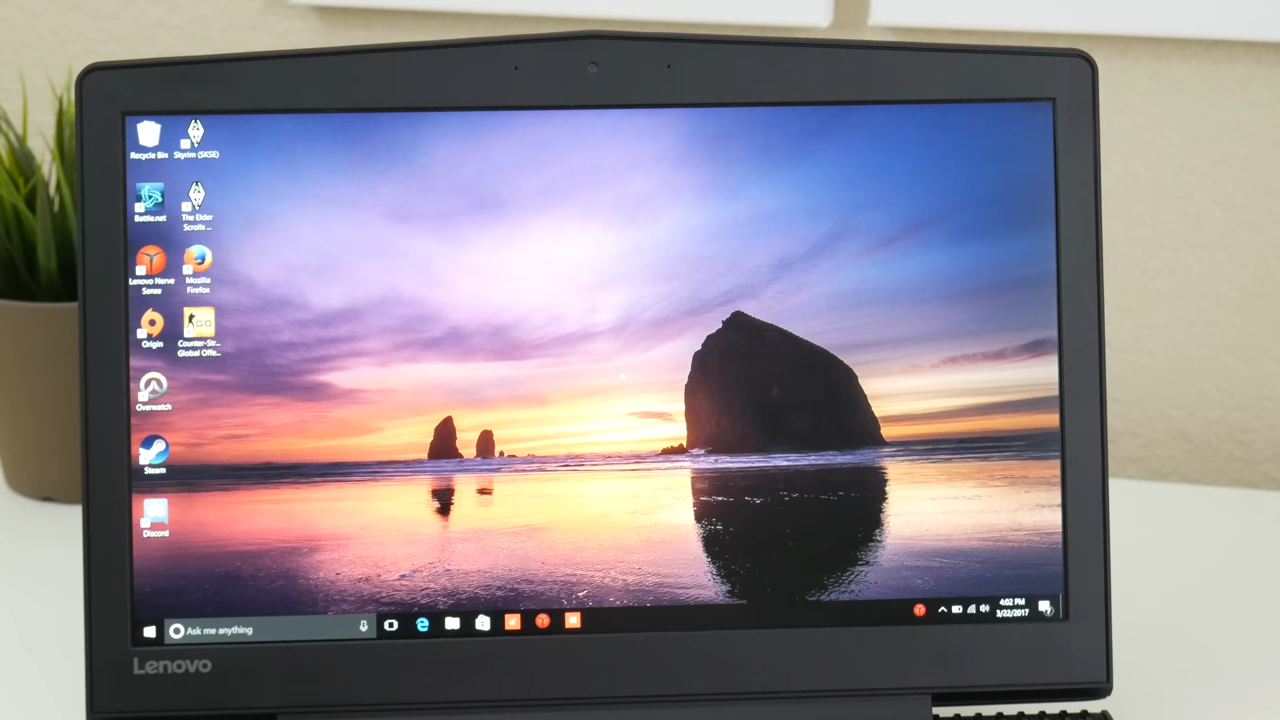 Recycle Bin
Skyrim (SKSE)
Battle.net
The Elder
Scrolls ...
Lenovo Nerve
Sense
Mozilla
Firefox
Origin
GO
Counter-Str...
Global Offe...
Overwatch
Steam
Discord
Ask me anything
4:02 PM
3/22/2017
Lenovo